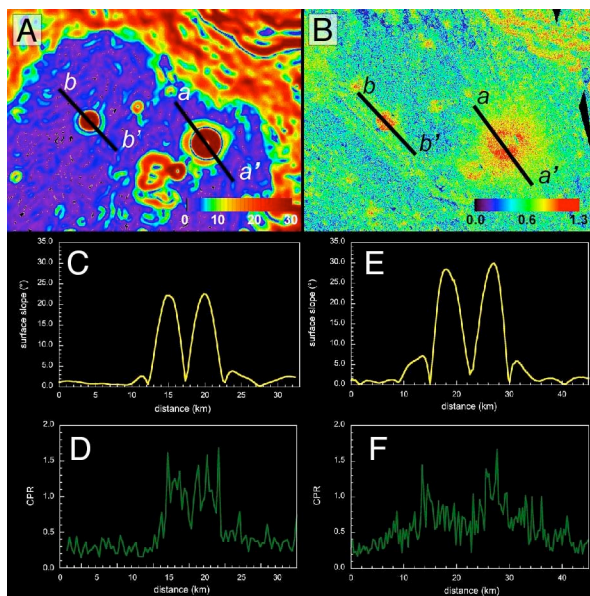 A
b
a
b'
a'
0 5 10 15 20 25 30
B
b
a
b'
a'
0.0 0.6 1.3
C
35.0
30.0
25.0
20.0
15.0
10.0
5.0
0.0
surface slope (°)
0 5 10 15 20 25 30
distance (km)
E
35.0
30.0
25.0
20.0
15.0
10.0
5.0
0.0
surface slope (°)
0 10 20 30 40
distance (km)
D
2.0
1.5
1.0
0.5
0.0
CPR
0 5 10 15 20 25 30
distance (km)
F
2.0
1.5
1.0
0.5
0.0
CPR
0 10 20 30 40
distance (km)